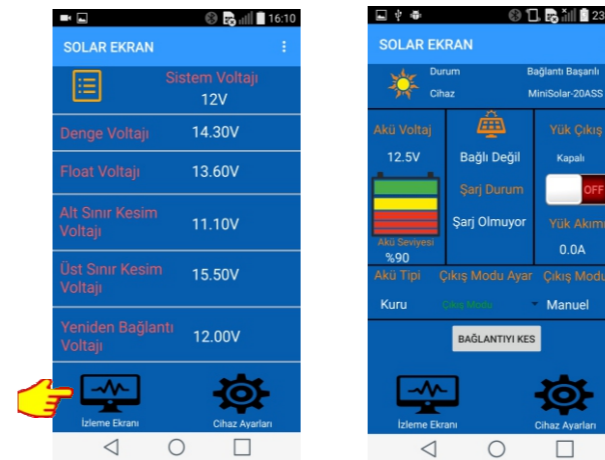 16:10
SOLAR EKRAN
Sistem Voltajı
12V
Denge Voltajı 14.30V
Float Voltajı 13.60V
Alt Sınır Kesim
Voltajı 11.10V
Üst Sınır Kesim
Voltajı 15.50V
Yeniden Bağlantı
Voltajı 12.00V
İzleme Ekranı Cihaz Ayarları
23
SOLAR EKRAN
Durum Bağlantı Başarılı
Cihaz MiniSolar-20ASS
Akü Voltaj Yük Çıkış
12.5V Bağlı Değil Kapalı
Şarj Durum OFF
Şarj Olmuyor Yük Akımı
Akü Seviyesi 0.0A
%90
Akü Tipi Çıkış Modu Ayar Çıkış Modu
Kuru Çıkış Modu Manuel
BAĞLANTIYI KES
İzleme Ekranı Cihaz Ayarları